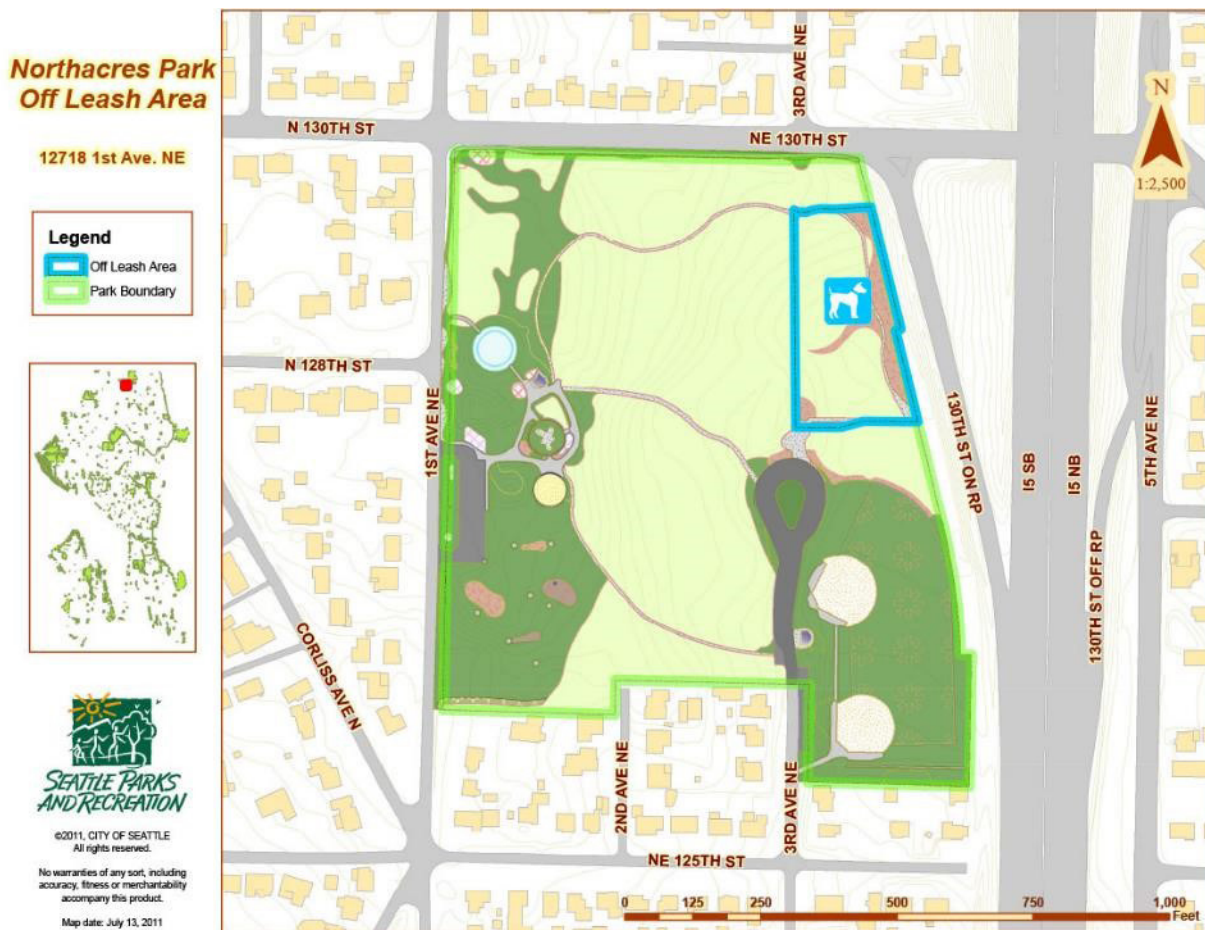 Northacres Park
Off Leash Area
12718 1st Ave. NE
Legend
Off Leash Area
Park Boundary
SEATTLE PARKS
AND RECREATION
©2011, CITY OF SEATTLE
All rights reserved.
No warranties of any sort, including
accuracy, fitness or merchantability
accompany this product.
Map date: July 13, 2011
3RD AVE NE
N 130TH ST
NE 130TH ST
N
1:2,500
N 128TH ST
1ST AVE NE
130TH ST ON RP
I5 SB
I5 NB
5TH AVE NE
130TH ST OFF RP
CORLISS AVE N
2ND AVE NE
3RD AVE NE
NE 125TH ST
0 125 250 500 750 1,000
Feet